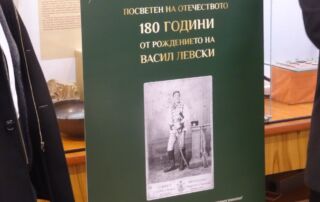 ПОСВЕТЕН НА ОТЕЧЕСТВОТО
180 ГОДИНИ
ОТ РОЖДЕНИЕТО НА
ВАСИЛ ЛЕВСКИ